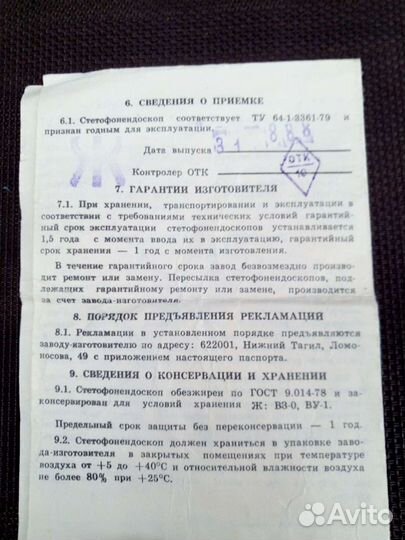 6. СВЕДЕНИЯ О ПРИЕМКЕ
6.1. Стетофонендоскоп соответствует ТУ 64-1-3361-79 и
признан годным для эксплуатации.
Дата выпуска
Ж
Контролер ОТК
ОТК
10
7. ГАРАНТИИ ИЗГОТОВИТЕЛЯ
7.1. При хранении, транспортировании и эксплуатации в
соответствии с требованиями технических условий гарантий-
ный срок эксплуатации стетофонендоскопов устанавливается
1,5 года с момента ввода их в эксплуатацию, гарантийный
срок хранения — 1 год с момента изготовления.
В течение гарантийного срока завод безвозмездно произво-
дит ремонт или замену. Пересылка стетофонендоскопов, под-
лежащих гарантийному ремонту или замене, производится
за счет завода-изготовителя.
8. ПОРЯДОК ПРЕДЪЯВЛЕНИЯ РЕКЛАМАЦИЙ
8.1. Рекламации в установленном порядке предъявляются
заводу-изготовителю по адресу: 622001, Нижний Тагил, Ломо-
носова, 49 с приложением настоящего паспорта.
9. СВЕДЕНИЯ О КОНСЕРВАЦИИ И ХРАНЕНИИ
9.1. Стетофонендоскоп обезжирен по ГОСТ 9.014-78 и за-
консервирован для условий хранения Ж: ВЗ-0, ВУ-1.
Предельный срок защиты без переконсервации — 1 год.
9.2. Стетофонендоскоп должен храниться в упаковке заво-
да-изготовителя в закрытых помещениях при температуре
воздуха от +5 до +40°С и относительной влажности воздуха
не более 80% при +25°С.
Avito